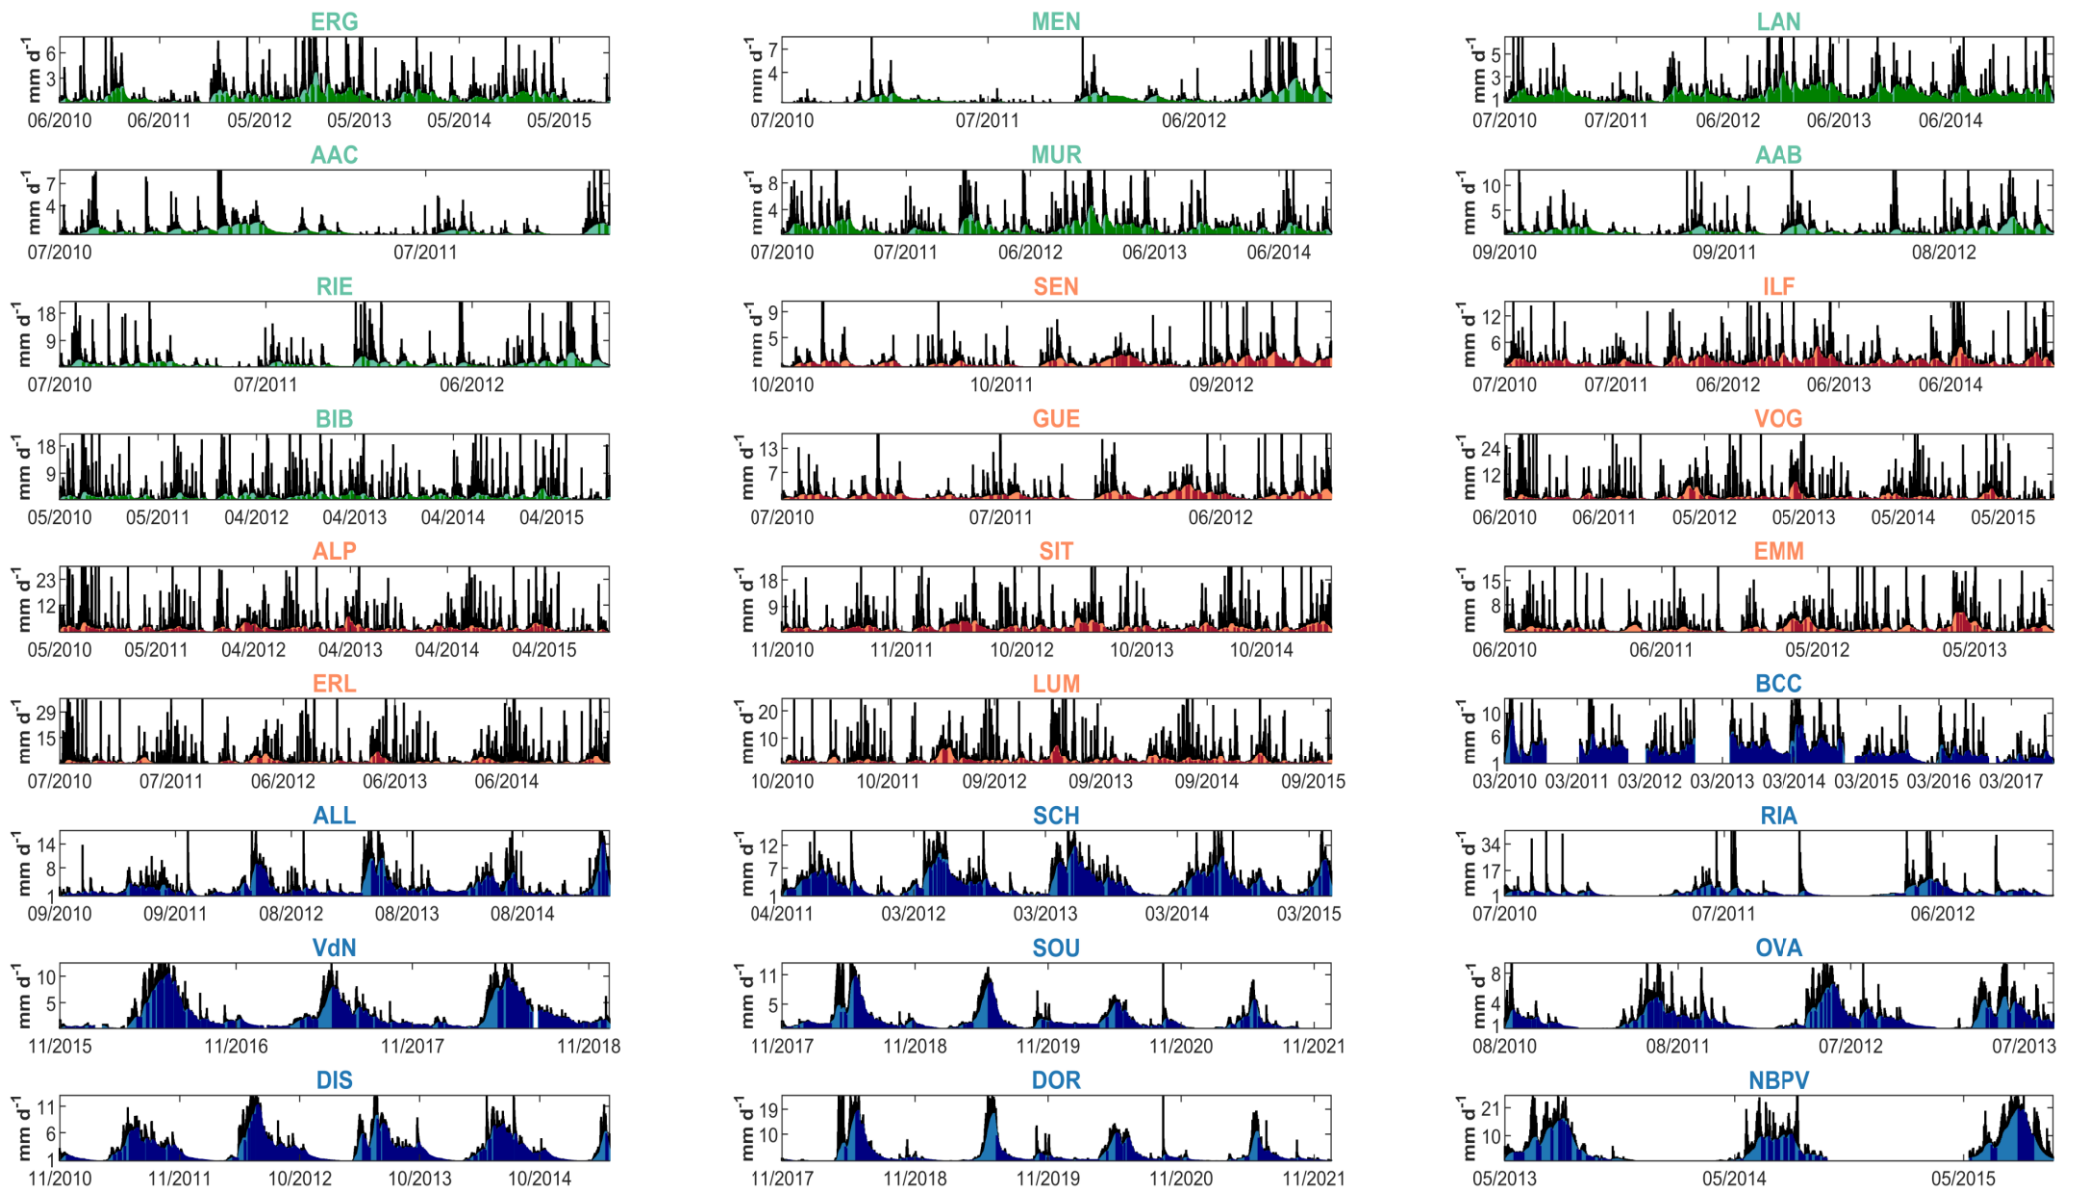 ERG MEN LAN
mm d⁻¹ 6 3 mm d⁻¹ 7 4 mm d⁻¹ 5 3 1
06/2010 06/2011 05/2012 05/2013 05/2014 05/2015 07/2010 07/2011 06/2012 07/2010 07/2011 06/2012 06/2013 06/2014
AAC MUR AAB
mm d⁻¹ 7 4 mm d⁻¹ 8 4 mm d⁻¹ 10 5
07/2010 07/2011 07/2010 07/2011 06/2012 06/2013 06/2014 09/2010 09/2011 08/2012
RIE SEN ILF
mm d⁻¹ 18 9 mm d⁻¹ 9 5 mm d⁻¹ 12 6
07/2010 07/2011 06/2012 10/2010 10/2011 09/2012 07/2010 07/2011 06/2012 06/2013 06/2014
BIB GUE VOG
mm d⁻¹ 18 9 mm d⁻¹ 13 7 mm d⁻¹ 24 12
05/2010 05/2011 04/2012 04/2013 04/2014 04/2015 07/2010 07/2011 06/2012 06/2010 06/2011 05/2012 05/2013 05/2014 05/2015
ALP SIT EMM
mm d⁻¹ 23 12 mm d⁻¹ 18 9 mm d⁻¹ 15 8
05/2010 05/2011 04/2012 04/2013 04/2014 04/2015 11/2010 11/2011 10/2012 10/2013 10/2014 06/2010 06/2011 05/2012 05/2013
ERL LUM BCC
mm d⁻¹ 29 15 mm d⁻¹ 20 10 mm d⁻¹ 10 6 1
07/2010 07/2011 06/2012 06/2013 06/2014 10/2010 10/2011 09/2012 09/2013 09/2014 09/2015 03/2010 03/2011 03/2012 03/2013 03/2014 03/2015 03/2016 03/2017
ALL SCH RIA
mm d⁻¹ 14 8 1 mm d⁻¹ 12 7 1 mm d⁻¹ 34 17 1
09/2010 09/2011 08/2012 08/2013 08/2014 04/2011 03/2012 03/2013 03/2014 03/2015 07/2010 07/2011 06/2012
VdN SOU OVA
mm d⁻¹ 10 5 mm d⁻¹ 11 5 mm d⁻¹ 8 4 1
11/2015 11/2016 11/2017 11/2018 11/2017 11/2018 11/2019 11/2020 11/2021 08/2010 08/2011 07/2012 07/2013
DIS DOR NBPV
mm d⁻¹ 11 6 1 mm d⁻¹ 19 10 mm d⁻¹ 21 10
11/2010 11/2011 10/2012 10/2013 10/2014 11/2017 11/2018 11/2019 11/2020 11/2021 05/2013 05/2014 05/2015